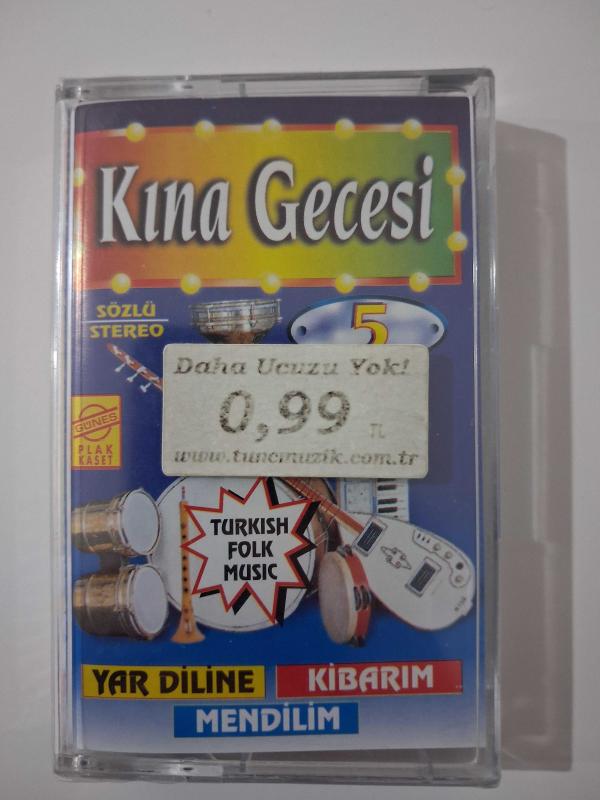 Kına Gecesi
SÖZLÜ
STEREO
5
Daha Ucuzu Yok!
0,99 TL
www.tuncmuzik.com.tr
GÜNEŞ
PLAK
KASET
TURKISH
FOLK
MUSIC
YAR DİLİNE
KİBARIM
MENDİLİM